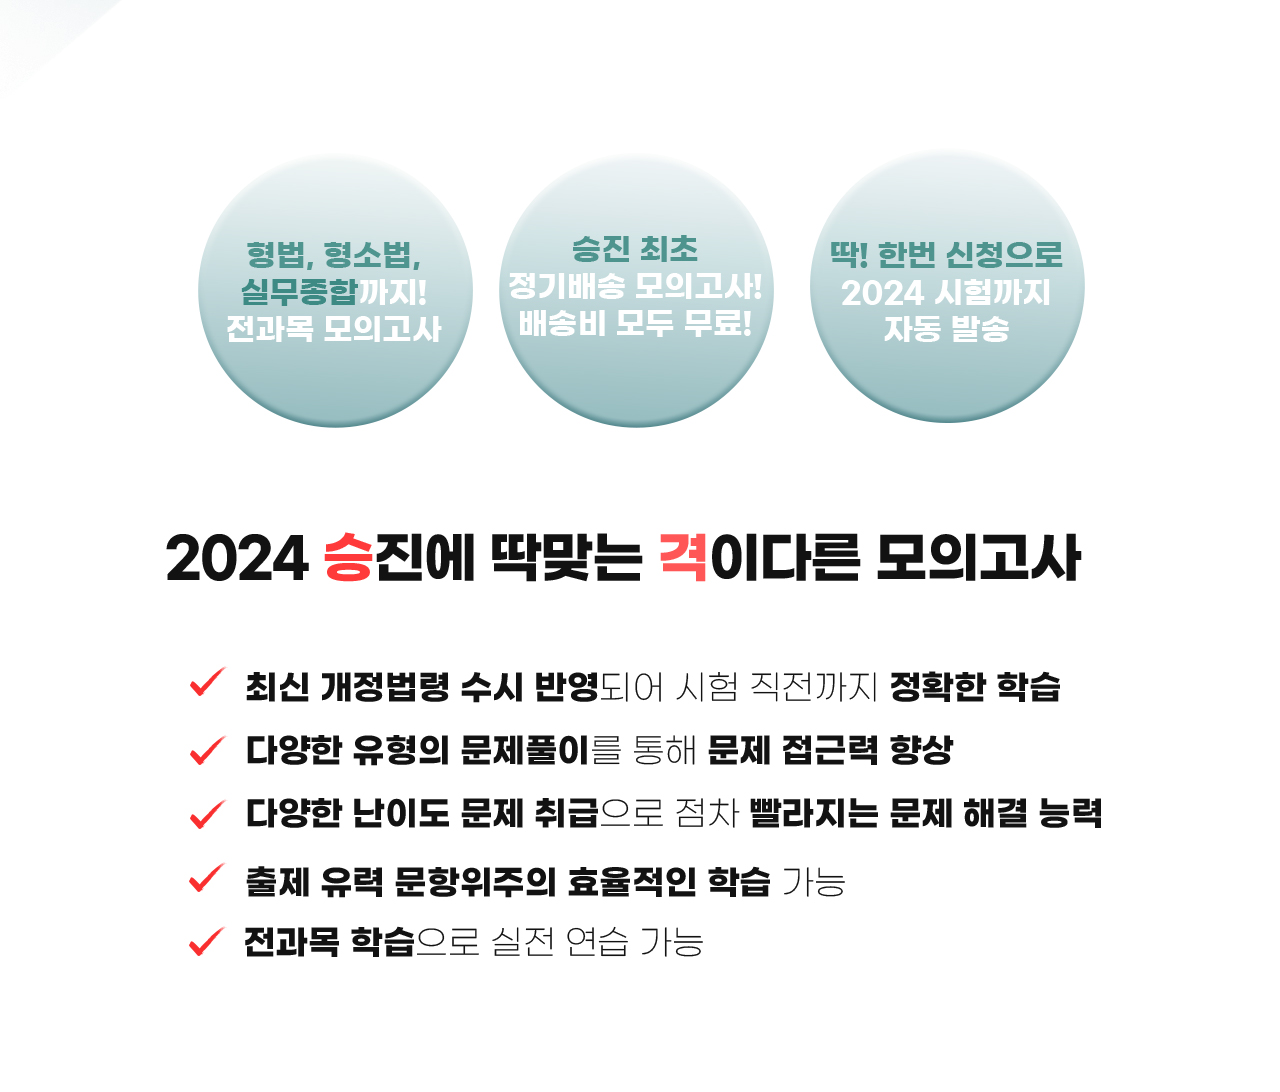 형법, 형소법,
실무종합까지!
전과목 모의고사
승진 최초
정기배송 모의고사!
배송비 모두 무료!
딱! 한번 신청으로
2024 시험까지
자동 발송
2024 승진에 딱맞는 격이다른 모의고사
최신 개정법령 수시 반영되어 시험 직전까지 정확한 학습
다양한 유형의 문제풀이를 통해 문제 접근력 향상
다양한 난이도 문제 취급으로 점차 빨라지는 문제 해결 능력
출제 유력 문항위주의 효율적인 학습 가능
전과목 학습으로 실전 연습 가능